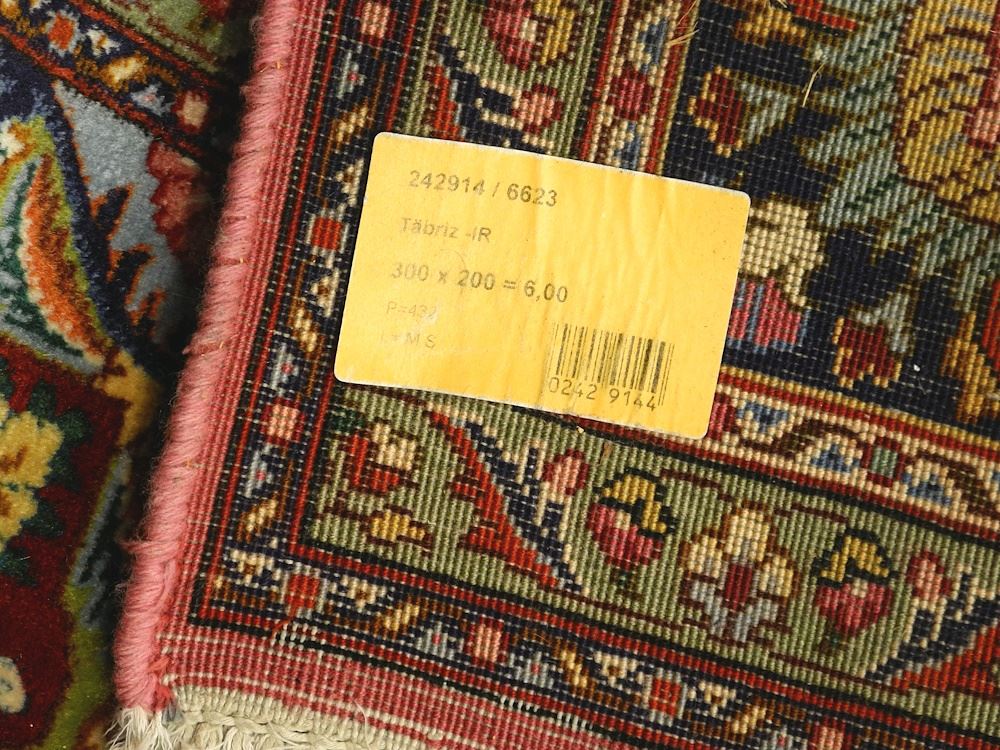 242914 / 6623
Täbriz -IR
300 x 200 = 6,00
M S
0242 9144